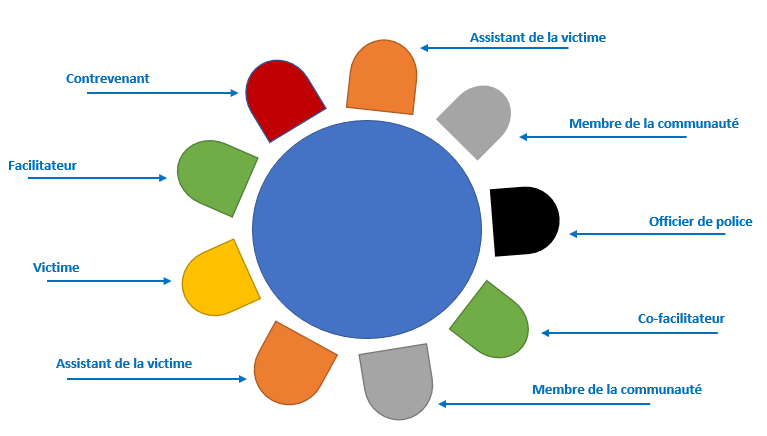 Assistant de la victime
Contrevenant
Membre de la communauté
Facilitateur
Officier de police
Victime
Co-facilitateur
Assistant de la victime
Membre de la communauté